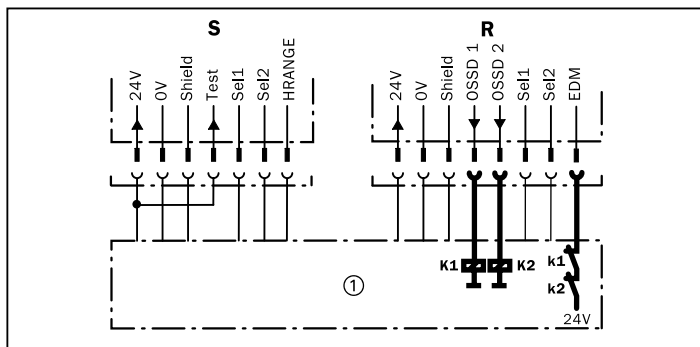 S
R
24V
0V
Shield
Test
Sel1
Sel2
HRANGE
24V
0V
Shield
OSSD 1
OSSD 2
Sel1
Sel2
EDM
K1
K2
k1
k2
①
24V